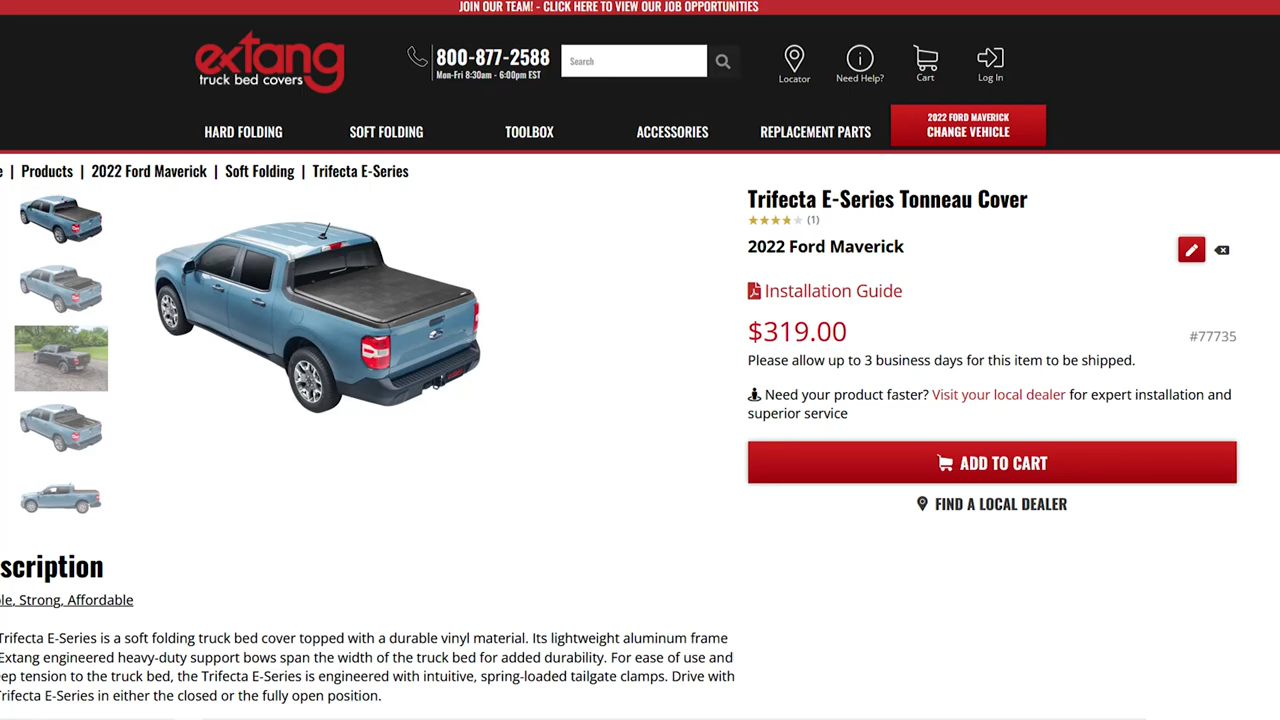 JOIN OUR TEAM! - CLICK HERE TO VIEW OUR JOB OPPORTUNITIES
extang
truck bed covers
800-877-2588
Mon-Fri 8:30am - 6:00pm EST
Search
Locator
Need Help?
Cart
Log In
HARD FOLDING
SOFT FOLDING
TOOLBOX
ACCESSORIES
REPLACEMENT PARTS
2022 FORD MAVERICK
CHANGE VEHICLE
e | Products | 2022 Ford Maverick | Soft Folding | Trifecta E-Series
Trifecta E-Series Tonneau Cover
(1)
2022 Ford Maverick
Installation Guide
$319.00
#77735
Please allow up to 3 business days for this item to be shipped.
Need your product faster? Visit your local dealer for expert installation and
superior service
ADD TO CART
FIND A LOCAL DEALER
scription
le, Strong, Affordable
Trifecta E-Series is a soft folding truck bed cover topped with a durable vinyl material. Its lightweight aluminum frame
Extang engineered heavy-duty support bows span the width of the truck bed for added durability. For ease of use and
ep tension to the truck bed, the Trifecta E-Series is engineered with intuitive, spring-loaded tailgate clamps. Drive with
Trifecta E-Series in either the closed or the fully open position.